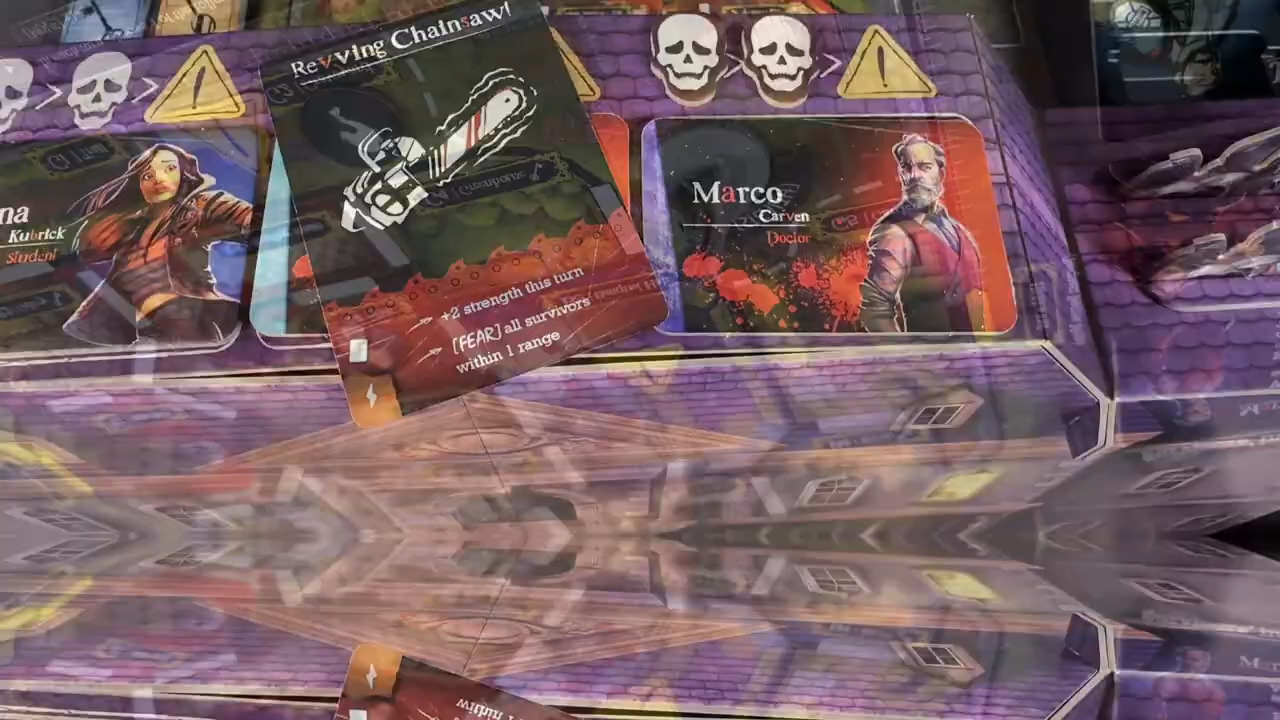 Revving Chainsaw!
+2 strength this turn
[FEAR] all survivors
within 1 range
na
Kubrick
Student
Marco
Carven
Doctor